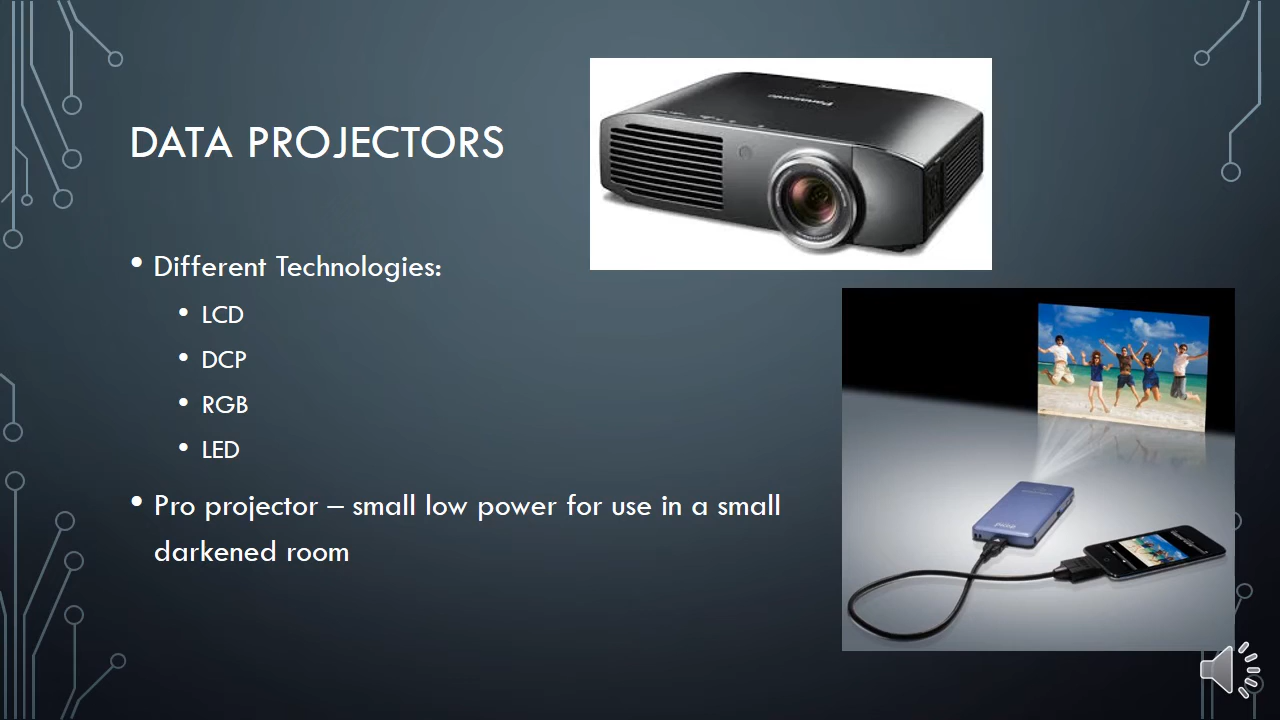 DATA PROJECTORS
Panasonic
• Different Technologies:
• LCD
• DCP
• RGB
• LED
• Pro projector – small low power for use in a small
darkened room